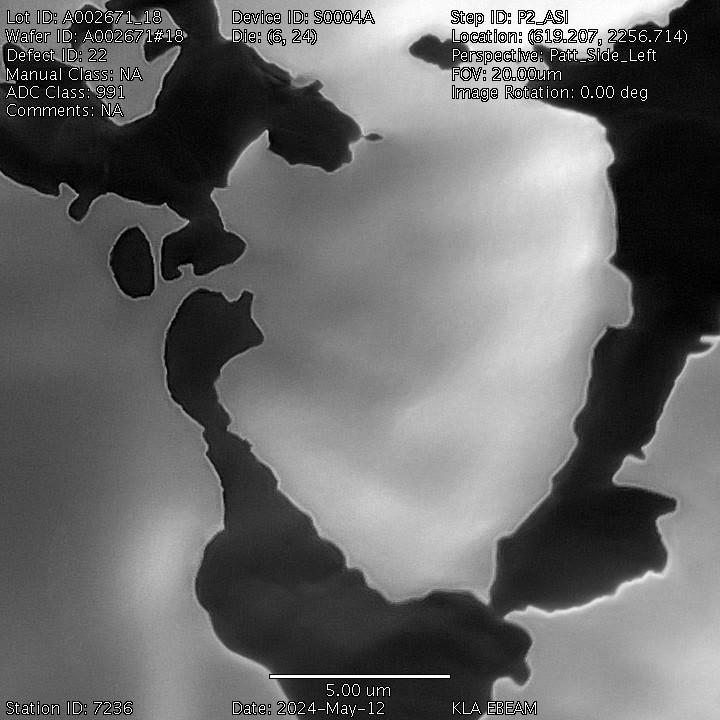 Lot ID: A002671_18
Wafer ID: A002671#18
Defect ID: 22
Manual Class: NA
ADC Class: 991
Comments: NA
Device ID: S0004A
Die: (6, 24)
Step ID: P2_ASI
Location: (619.207, 2256.714)
Perspective: Patt_Side_Left
FOV: 20.00um
Image Rotation: 0.00 deg
5.00 um
Station ID: 7236
Date: 2024-May-12
KLA EBEAM